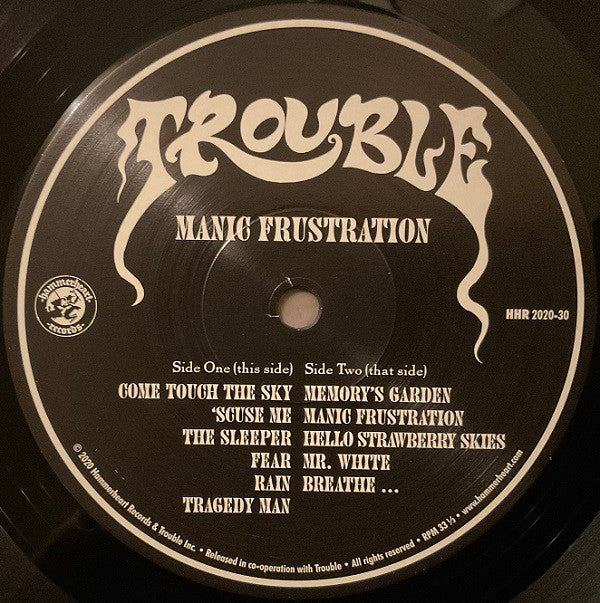 TROUBLE
MANIC FRUSTRATION
hammerheart
records
HHR 2020-30
Side One (this side)
COME TOUCH THE SKY
'SCUSE ME
THE SLEEPER
FEAR
RAIN
TRAGEDY MAN
Side Two (that side)
MEMORY'S GARDEN
MANIC FRUSTRATION
HELLO STRAWBERRY SKIES
MR. WHITE
BREATHE ...
© 2020 Hammerheart Records & Trouble Inc. • Released in co-operation with Trouble • All rights reserved • RPM 33 ⅓ • www.hammerheart.com